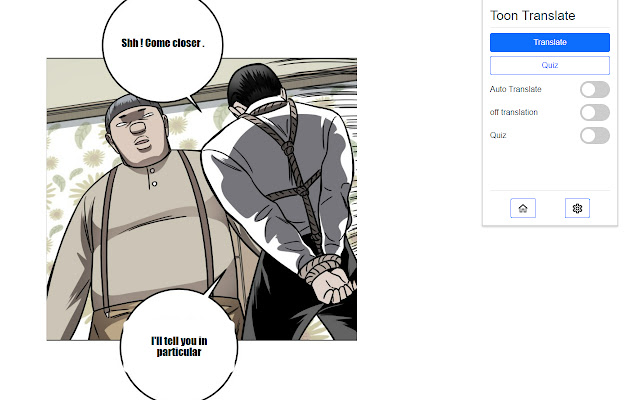 Shh ! Come closer .
I'll tell you in
particular
Toon Translate
Translate
Quiz
Auto Translate
off translation
Quiz